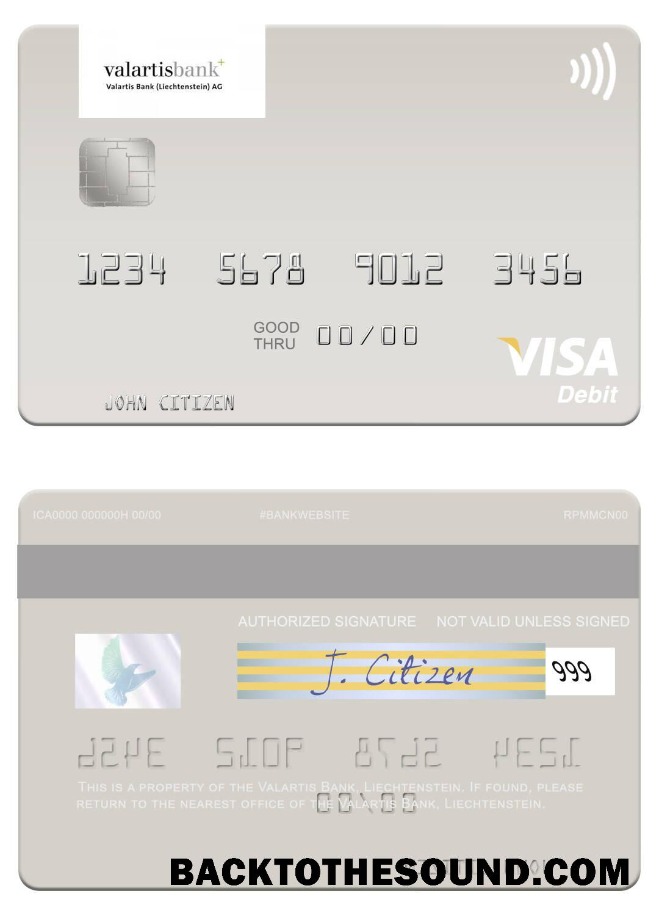 valartisbank+
Valartis Bank (Liechtenstein) AG
1234 5678 9012 3456
GOOD THRU 00/00
VISA
Debit
JOHN CITIZEN
ICA0000 000000H 00/00 #BANKWEBSITE RPMMCN00
AUTHORIZED SIGNATURE NOT VALID UNLESS SIGNED
J. Citizen 999
THIS IS A PROPERTY OF THE VALARTIS BANK, LIECHTENSTEIN. IF FOUND, PLEASE
RETURN TO THE NEAREST OFFICE OF THE VALARTIS BANK, LIECHTENSTEIN.
BACKTOTHESOUND.COM